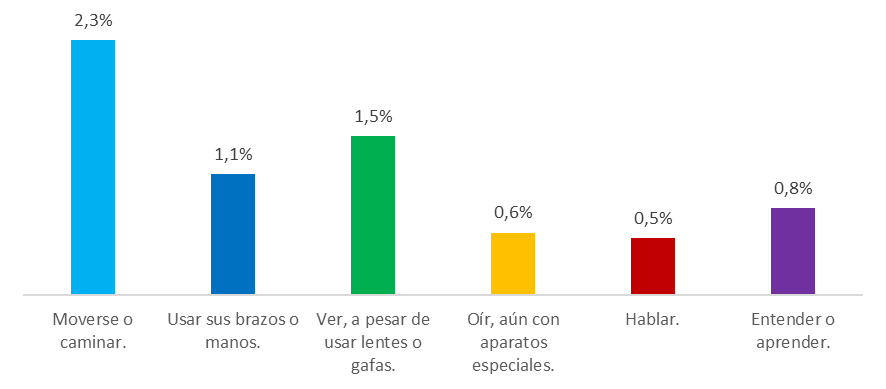 2,3%
1,1%
1,5%
0,6%
0,5%
0,8%
Moverse o
caminar.
Usar sus brazos o
manos.
Ver, a pesar de
usar lentes o
gafas.
Oír, aún con
aparatos
especiales.
Hablar.
Entender o
aprender.